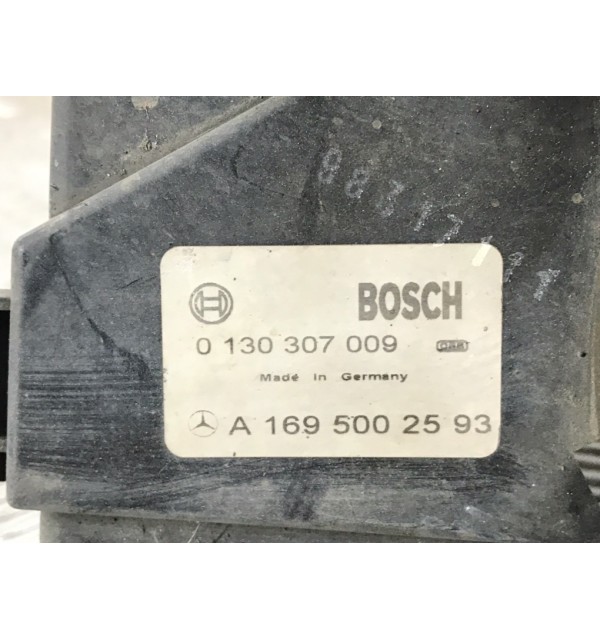 BOSCH
0 130 307 009
Made in Germany
A 169 500 25 93